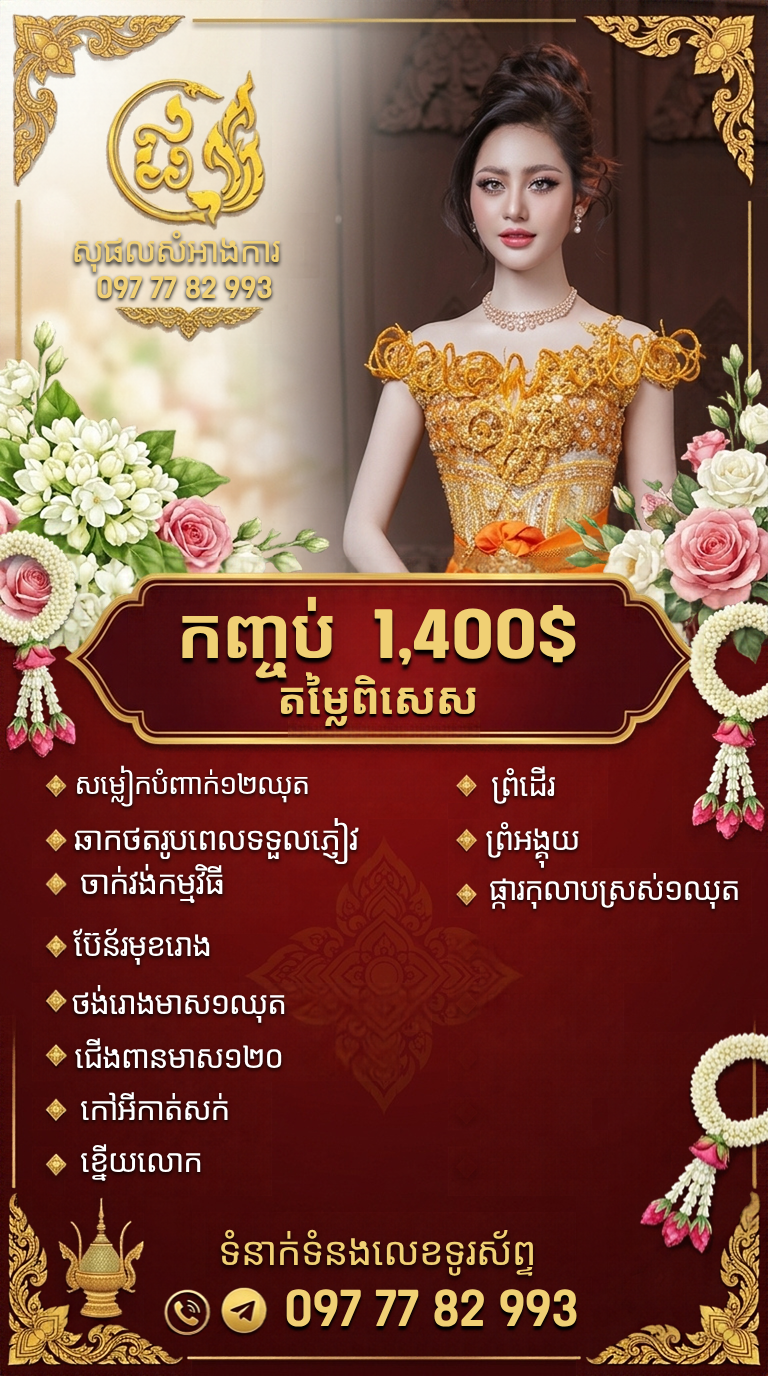 សុផលសំអាងការ
097 77 82 993
កញ្ចប់ 1,400$
តម្លៃពិសេស
សម្លៀកបំពាក់១២ឈុត
ឆាកថតរូបពេលទទួលភ្ញៀវ
ចាក់វង់កម្មវិធី
ប៊ែន័រមុខរោង
ថង់រោងមាស១ឈុត
ជើងពានមាស១២០
កៅអីកាត់សក់
ខ្នើយលោក
ព្រំដើរ
ព្រំអង្គុយ
ផ្ការកុលាបស្រស់១ឈុត
ទំនាក់ទំនងលេខទូរស័ព្ទ
097 77 82 993